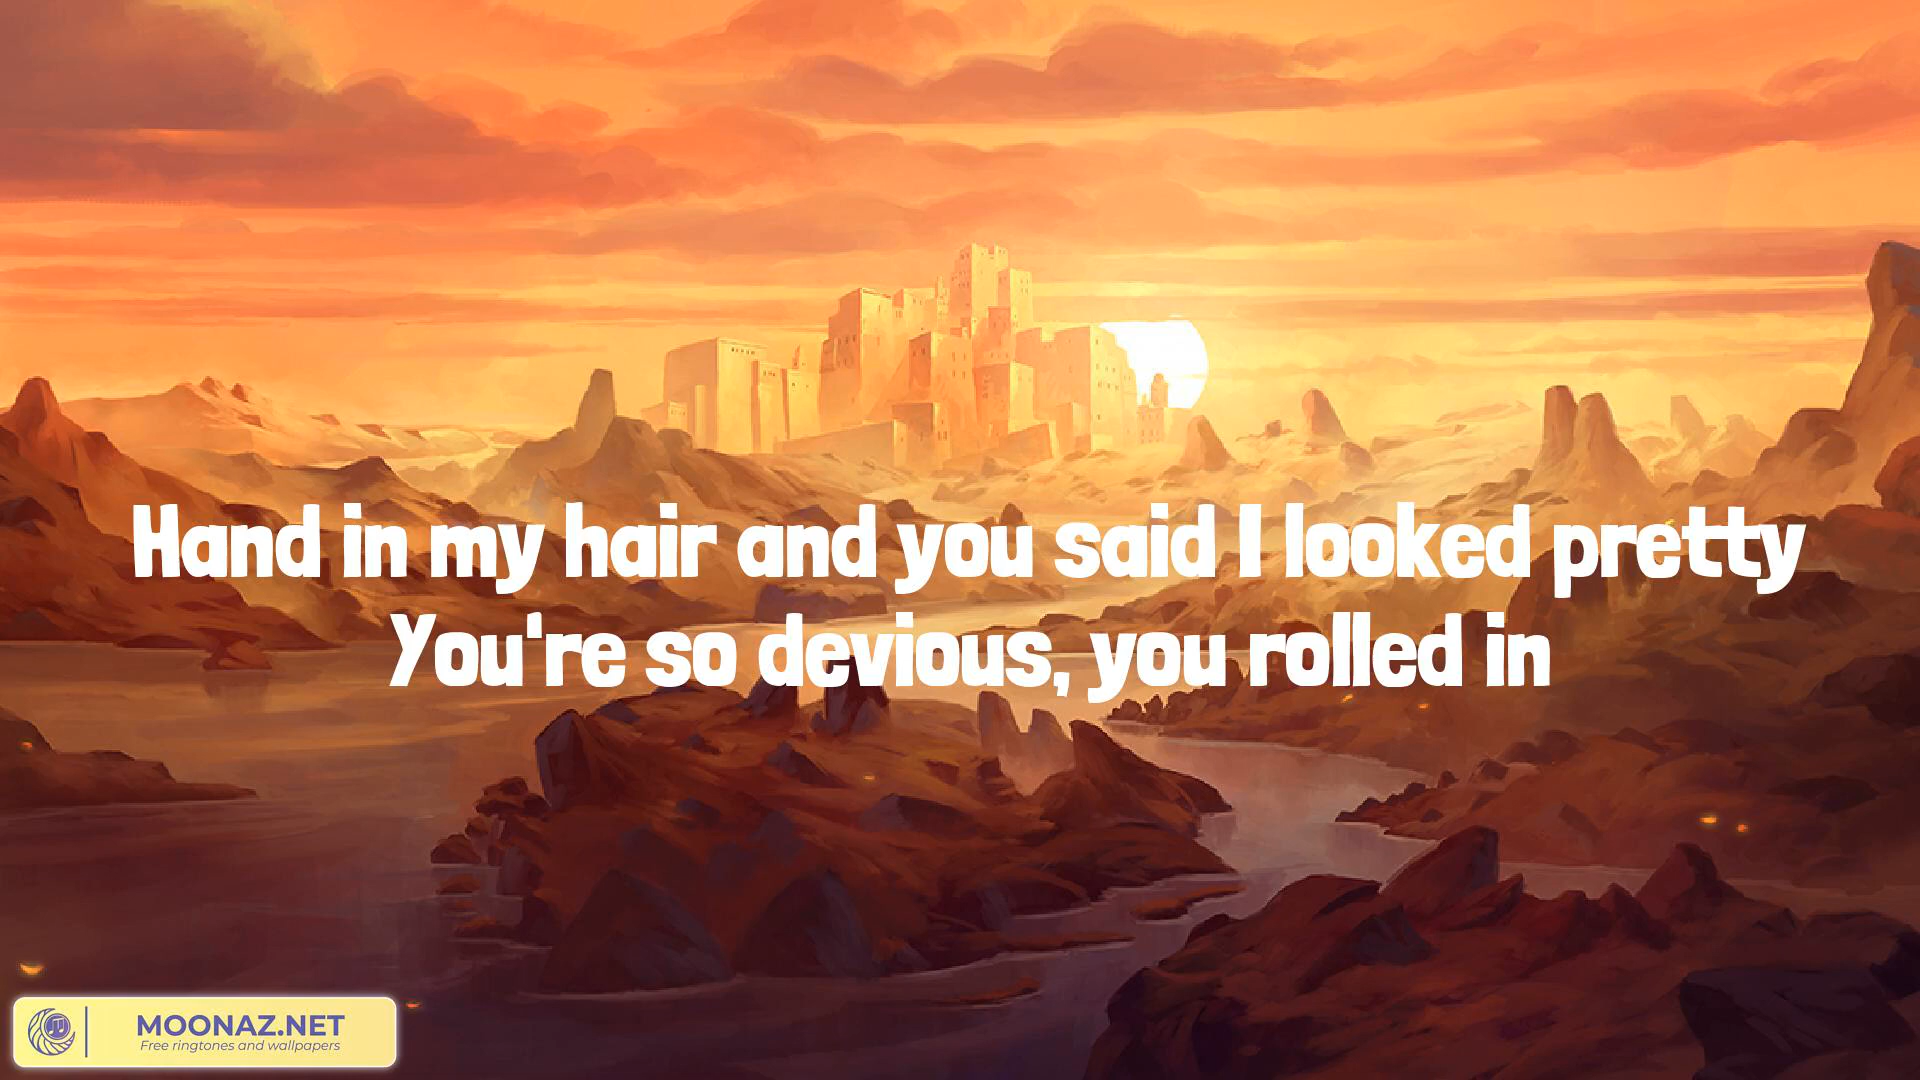 Hand in my hair and you said I looked pretty
You're so devious, you rolled in
MOONAZ.NET
Free ringtones and wallpapers